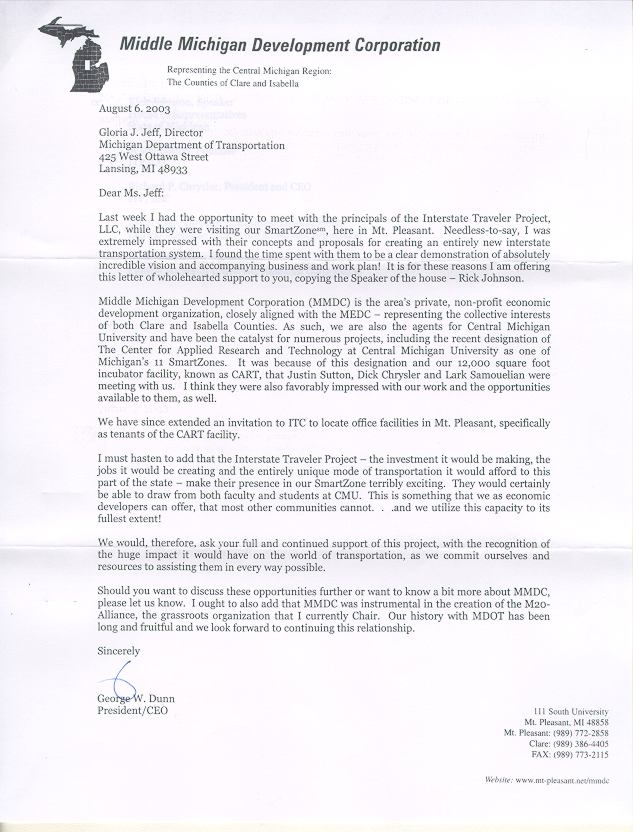 Middle Michigan Development Corporation
Representing the Central Michigan Region:
The Counties of Clare and Isabella
August 6. 2003
Gloria J. Jeff, Director
Michigan Department of Transportation
425 West Ottawa Street
Lansing, MI 48933
Dear Ms. Jeff:
Last week I had the opportunity to meet with the principals of the Interstate Traveler Project,
LLC, while they were visiting our SmartZone℠, here in Mt. Pleasant. Needless-to-say, I was
extremely impressed with their concepts and proposals for creating an entirely new interstate
transportation system. I found the time spent with them to be a clear demonstration of absolutely
incredible vision and accompanying business and work plan! It is for these reasons I am offering
this letter of wholehearted support to you, copying the Speaker of the house – Rick Johnson.
Middle Michigan Development Corporation (MMDC) is the area's private, non-profit economic
development organization, closely aligned with the MEDC – representing the collective interests
of both Clare and Isabella Counties. As such, we are also the agents for Central Michigan
University and have been the catalyst for numerous projects, including the recent designation of
The Center for Applied Research and Technology at Central Michigan University as one of
Michigan's 11 SmartZones. It was because of this designation and our 12,000 square foot
incubator facility, known as CART, that Justin Sutton, Dick Chrysler and Lark Samouelian were
meeting with us. I think they were also favorably impressed with our work and the opportunities
available to them, as well.
We have since extended an invitation to ITC to locate office facilities in Mt. Pleasant, specifically
as tenants of the CART facility.
I must hasten to add that the Interstate Traveler Project – the investment it would be making, the
jobs it would be creating and the entirely unique mode of transportation it would afford to this
part of the state – make their presence in our SmartZone terribly exciting. They would certainly
be able to draw from both faculty and students at CMU. This is something that we as economic
developers can offer, that most other communities cannot. . .and we utilize this capacity to its
fullest extent!
We would, therefore, ask your full and continued support of this project, with the recognition of
the huge impact it would have on the world of transportation, as we commit ourselves and
resources to assisting them in every way possible.
Should you want to discuss these opportunities further or want to know a bit more about MMDC,
please let us know. I ought to also add that MMDC was instrumental in the creation of the M20-
Alliance, the grassroots organization that I currently Chair. Our history with MDOT has been
long and fruitful and we look forward to continuing this relationship.
Sincerely
George W. Dunn
President/CEO
111 South University
Mt. Pleasant, MI 48858
Mt. Pleasant: (989) 772-2858
Clare: (989) 386-4405
FAX: (989) 773-2115
Website: www.mt-pleasant.net/mmdc